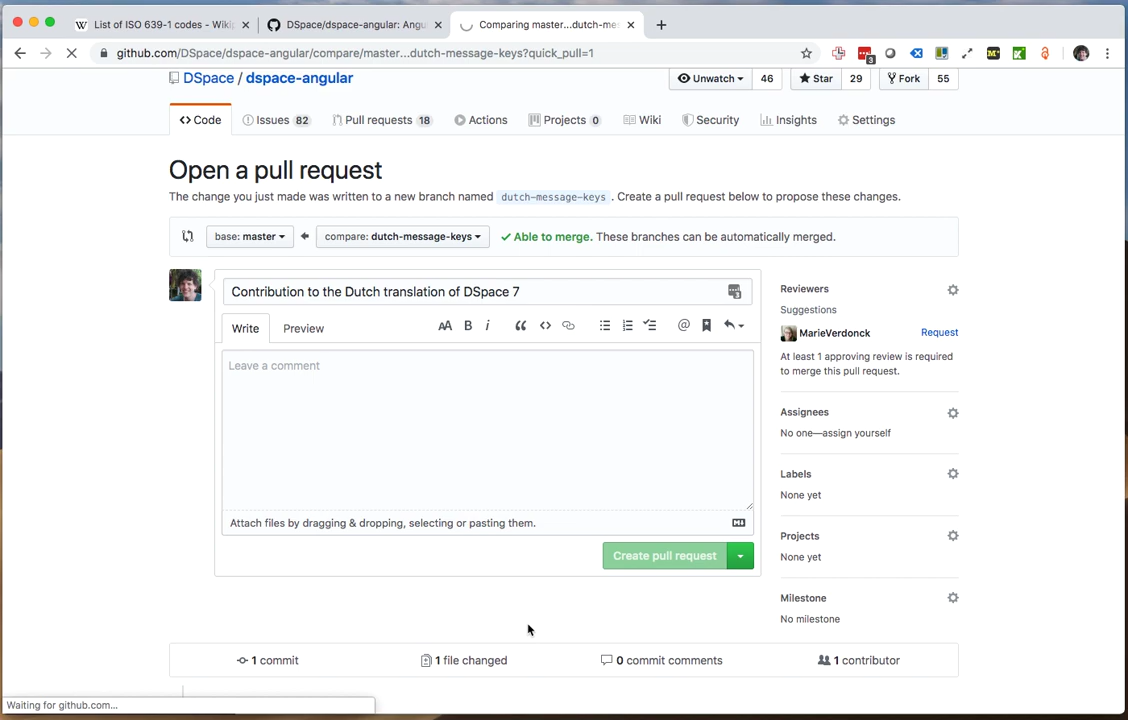 List of ISO 639-1 codes - Wiki
DSpace/dspace-angular: Angu
Comparing master...dutch-mes
github.com/DSpace/dspace-angular/compare/master...dutch-message-keys?quick_pull=1
3
DSpace / dspace-angular
Unwatch 46 Star 29 Fork 55
Code Issues 82 Pull requests 18 Actions Projects 0 Wiki Security Insights Settings
Open a pull request
The change you just made was written to a new branch named dutch-message-keys . Create a pull request below to propose these changes.
base: master compare: dutch-message-keys Able to merge. These branches can be automatically merged.
Contribution to the Dutch translation of DSpace 7
Write Preview
AA B i
Leave a comment
Attach files by dragging & dropping, selecting or pasting them.
Create pull request
Reviewers
Suggestions
MarieVerdonck Request
At least 1 approving review is required
to merge this pull request.
Assignees
No one—assign yourself
Labels
None yet
Projects
None yet
Milestone
No milestone
1 commit 1 file changed 0 commit comments 1 contributor
Waiting for github.com...